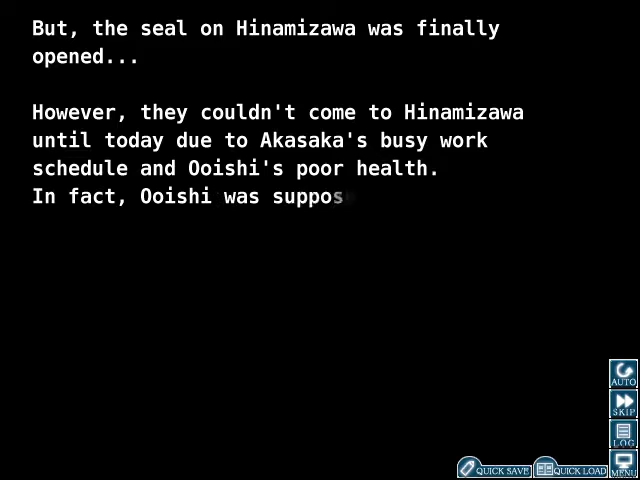 But, the seal on Hinamizawa was finally
opened...
However, they couldn't come to Hinamizawa
until today due to Akasaka's busy work
schedule and Ooishi's poor health.
In fact, Ooishi was suppos
AUTO
SKIP
LOG
QUICK SAVE
QUICK LOAD
MENU